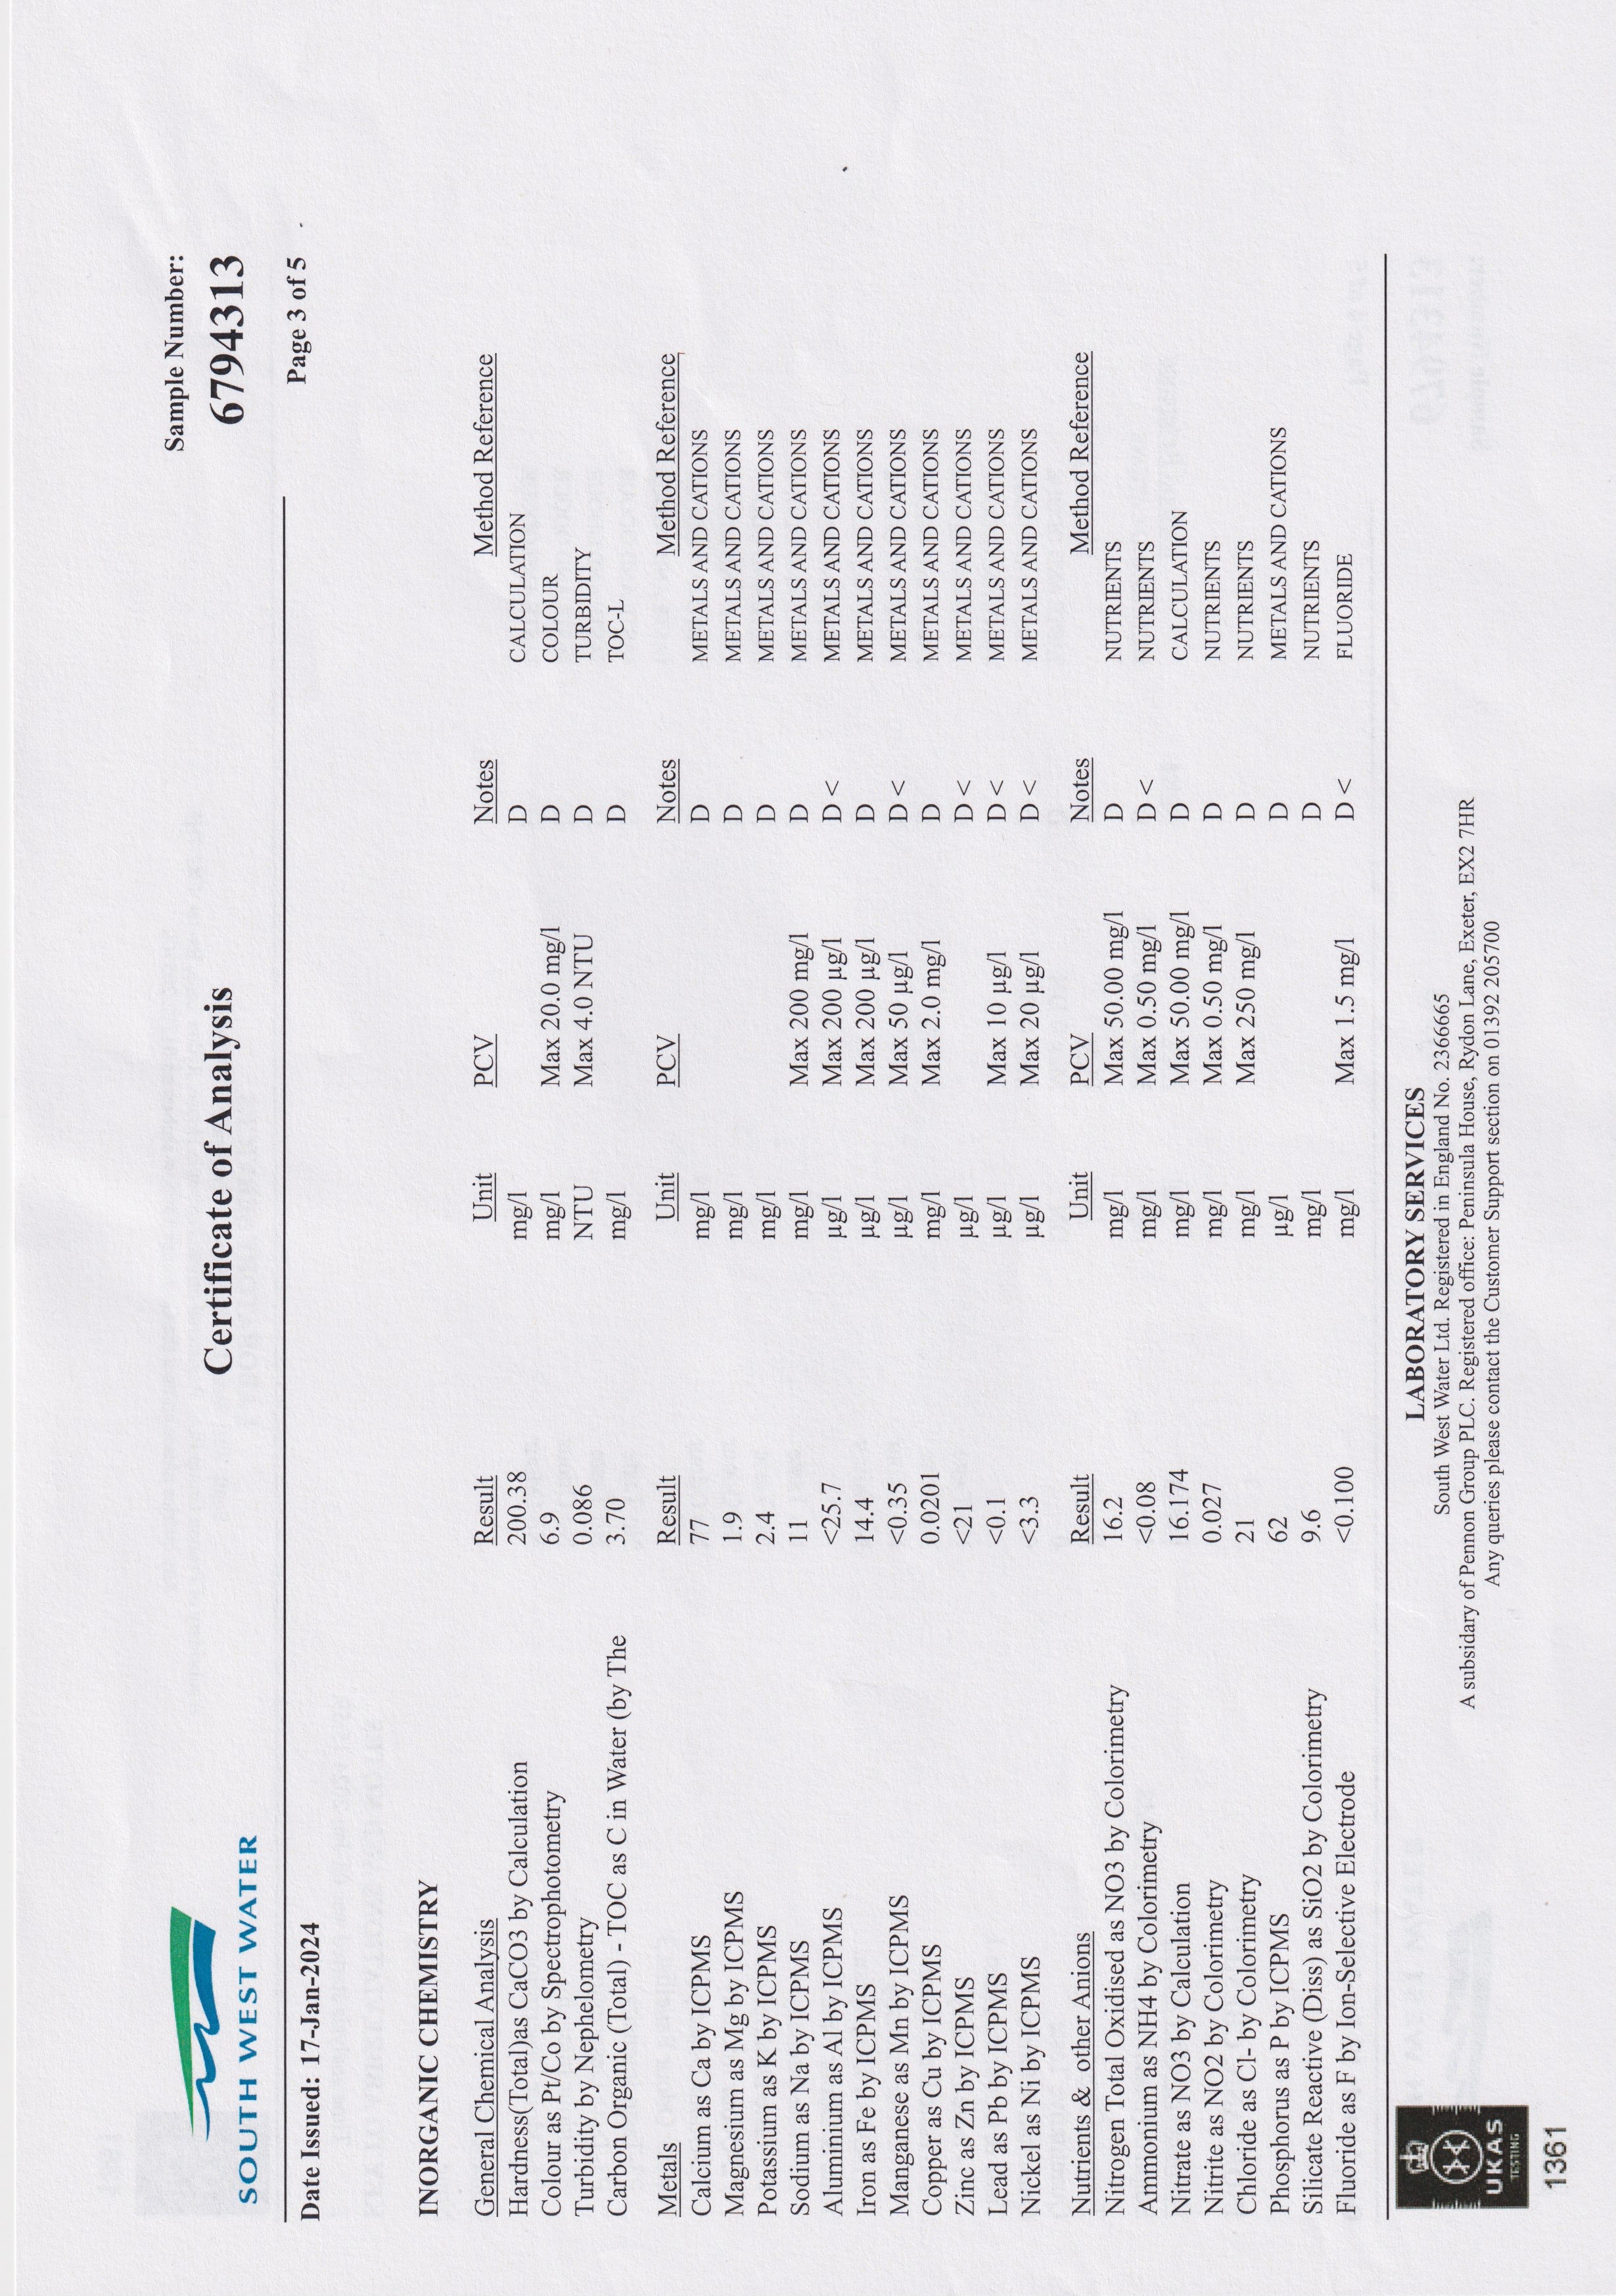 SOUTH WEST WATER
Certificate of Analysis
Sample Number:
6794313
Date Issued: 17-Jan-2024
Page 3 of 5
INORGANIC CHEMISTRY
General Chemical Analysis Result Unit PCV Notes Method Reference
Hardness(Total)as CaCO3 by Calculation 200.38 mg/l D CALCULATION
Colour as Pt/Co by Spectrophotometry 6.9 mg/l Max 20.0 mg/l D COLOUR
Turbidity by Nephelometry 0.086 NTU Max 4.0 NTU D TURBIDITY
Carbon Organic (Total) - TOC as C in Water (by The 3.70 mg/l D TOC-L
Metals Result Unit PCV Notes Method Reference
Calcium as Ca by ICPMS 77 mg/l D METALS AND CATIONS
Magnesium as Mg by ICPMS 1.9 mg/l D METALS AND CATIONS
Potassium as K by ICPMS 2.4 mg/l D METALS AND CATIONS
Sodium as Na by ICPMS 11 mg/l Max 200 mg/l D METALS AND CATIONS
Aluminium as Al by ICPMS <25.7 µg/l Max 200 µg/l D < METALS AND CATIONS
Iron as Fe by ICPMS 14.4 µg/l Max 200 µg/l D METALS AND CATIONS
Manganese as Mn by ICPMS <0.35 µg/l Max 50 µg/l D < METALS AND CATIONS
Copper as Cu by ICPMS 0.0201 mg/l Max 2.0 mg/l D METALS AND CATIONS
Zinc as Zn by ICPMS <21 µg/l D < METALS AND CATIONS
Lead as Pb by ICPMS <0.1 µg/l Max 10 µg/l D < METALS AND CATIONS
Nickel as Ni by ICPMS <3.3 µg/l Max 20 µg/l D < METALS AND CATIONS
Nutrients & other Anions Result Unit PCV Notes Method Reference
Nitrogen Total Oxidised as NO3 by Colorimetry 16.2 mg/l Max 50.00 mg/l D NUTRIENTS
Ammonium as NH4 by Colorimetry <0.08 mg/l Max 0.50 mg/l D < NUTRIENTS
Nitrate as NO3 by Calculation 16.174 mg/l Max 50.00 mg/l D CALCULATION
Nitrite as NO2 by Colorimetry 0.027 mg/l Max 0.50 mg/l D NUTRIENTS
Chloride as Cl- by Colorimetry 21 mg/l Max 250 mg/l D NUTRIENTS
Phosphorus as P by ICPMS 62 µg/l D METALS AND CATIONS
Silicate Reactive (Diss) as SiO2 by Colorimetry 9.6 mg/l D NUTRIENTS
Fluoride as F by Ion-Selective Electrode <0.100 mg/l Max 1.5 mg/l D < FLUORIDE
LABORATORY SERVICES
South West Water Ltd. Registered in England No. 2366665
A subsidary of Pennon Group PLC. Registered office: Peninsula House, Rydon Lane, Exeter, EX2 7HR
Any queries please contact the Customer Support section on 01392 205700
UKAS
TESTING
1361